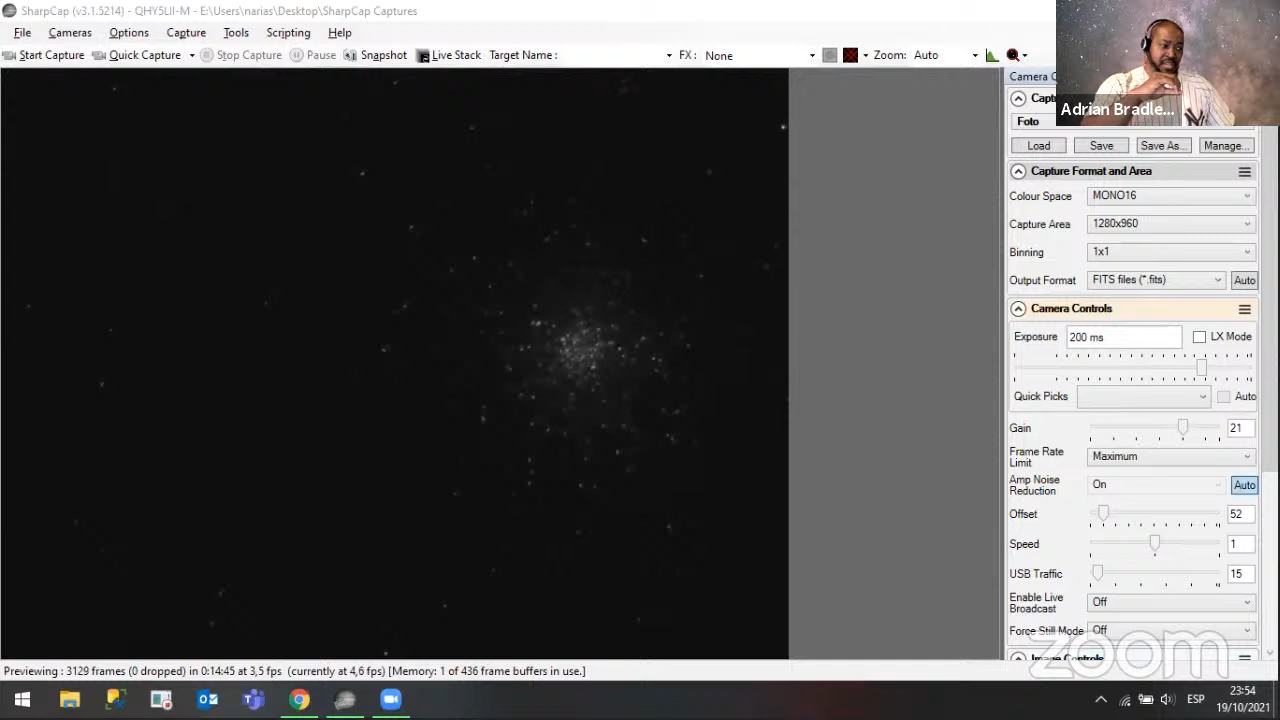 SharpCap (v3.1.5214) - QHY5LII-M - E:\Users\narias\Desktop\SharpCap Captures
File Cameras Options Capture Tools Scripting Help
Start Capture Quick Capture Stop Capture Pause Snapshot Live Stack Target Name : FX : None Zoom: Auto
Adrian Bradle...
Camera C
Capt
Foto
Load Save Save As... Manage...
Capture Format and Area
Colour Space MONO16
Capture Area 1280x960
Binning 1x1
Output Format FITS files (*.fits) Auto
Camera Controls
Exposure 200 ms LX Mode
Quick Picks Auto
Gain 21
Frame Rate Limit Maximum
Amp Noise Reduction On Auto
Offset 52
Speed 1
USB Traffic 15
Enable Live Broadcast Off
Force Still Mode Off
Image Controls
zoom
Previewing : 3129 frames (0 dropped) in 0:14:45 at 3,5 fps (currently at 4,6 fps) [Memory: 1 of 436 frame buffers in use.]
ESP
23:54
19/10/2021